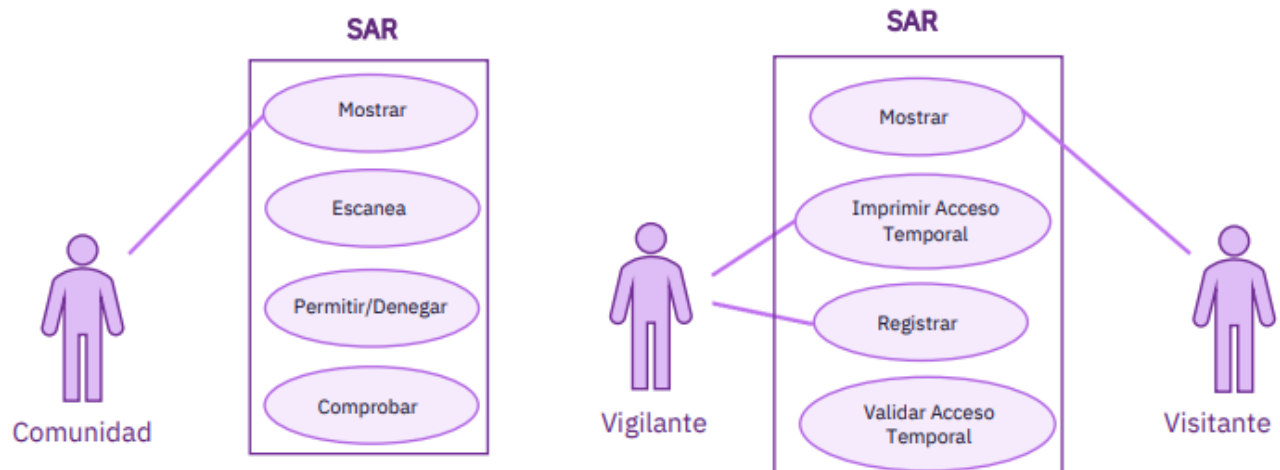 SAR
Mostrar
Escanea
Permitir/Denegar
Comprobar
Comunidad
SAR
Mostrar
Imprimir Acceso
Temporal
Registrar
Validar Acceso
Temporal
Vigilante
Visitante